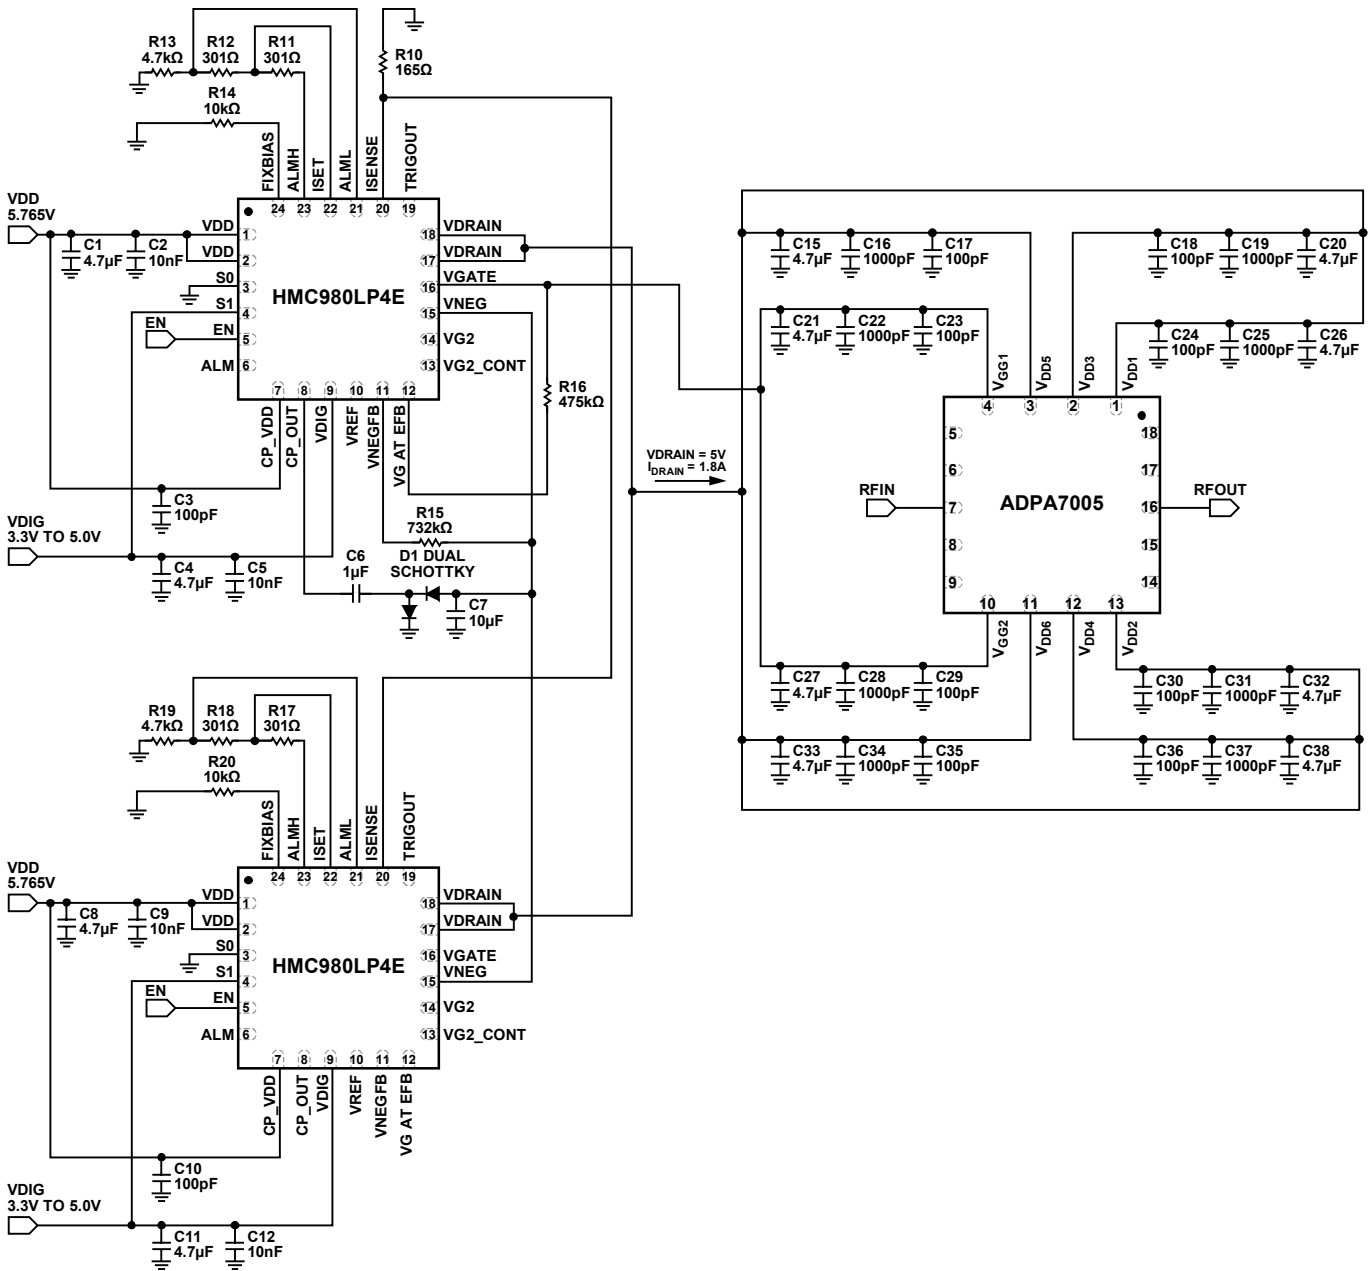 R13
4.7kΩ
R12
301Ω
R11
301Ω
R10
165Ω
R14
10kΩ
FIXBIAS
ALMH
ISET
ALML
ISENSE
TRIGOUT
24
23
22
21
20
19
VDD
5.765V
C1
4.7µF
C2
10nF
VDD
1
VDD
2
S0
3
S1
4
EN
EN
5
ALM
6
HMC980LP4E
18
VDRAIN
17
VDRAIN
16
VGATE
15
VNEG
14
VG2
13
VG2_CONT
7
8
9
10
11
12
CP_VDD
CP_OUT
VDIG
VREF
VNEGFB
VG AT EFB
R16
475kΩ
C3
100pF
VDIG
3.3V TO 5.0V
C4
4.7µF
C5
10nF
R15
732kΩ
C6
1µF
D1 DUAL
SCHOTTKY
C7
10µF
VDRAIN = 5V
IDRAIN = 1.8A
C15
4.7µF
C16
1000pF
C17
100pF
C18
100pF
C19
1000pF
C20
4.7µF
C21
4.7µF
C22
1000pF
C23
100pF
C24
100pF
C25
1000pF
C26
4.7µF
VGG1
VDD5
VDD3
VDD1
4
3
2
1
5
6
7
8
9
18
17
16
15
14
RFIN
ADPA7005
RFOUT
10
11
12
13
VGG2
VDD6
VDD4
VDD2
C27
4.7µF
C28
1000pF
C29
100pF
C30
100pF
C31
1000pF
C32
4.7µF
C33
4.7µF
C34
1000pF
C35
100pF
C36
100pF
C37
1000pF
C38
4.7µF
R19
4.7kΩ
R18
301Ω
R17
301Ω
R20
10kΩ
FIXBIAS
ALMH
ISET
ALML
ISENSE
TRIGOUT
24
23
22
21
20
19
VDD
5.765V
C8
4.7µF
C9
10nF
VDD
1
VDD
2
S0
3
S1
4
EN
EN
5
ALM
6
HMC980LP4E
18
VDRAIN
17
VDRAIN
16
VGATE
15
VNEG
14
VG2
13
VG2_CONT
7
8
9
10
11
12
CP_VDD
CP_OUT
VDIG
VREF
VNEGFB
VG AT EFB
C10
100pF
VDIG
3.3V TO 5.0V
C11
4.7µF
C12
10nF